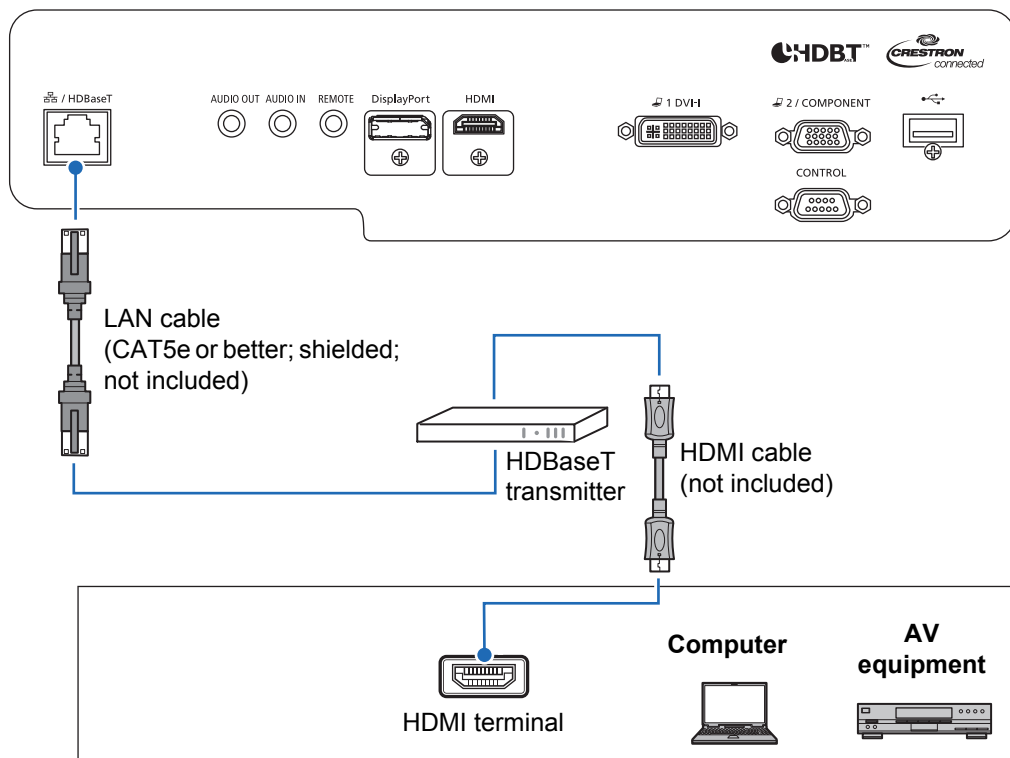 HDBT™
CRESTRON
connected
/ HDBaseT
AUDIO OUT
AUDIO IN
REMOTE
DisplayPort
HDMI
1 DVI-I
2 / COMPONENT
CONTROL
LAN cable
(CAT5e or better; shielded;
not included)
HDBaseT
transmitter
HDMI cable
(not included)
HDMI terminal
Computer
AV
equipment